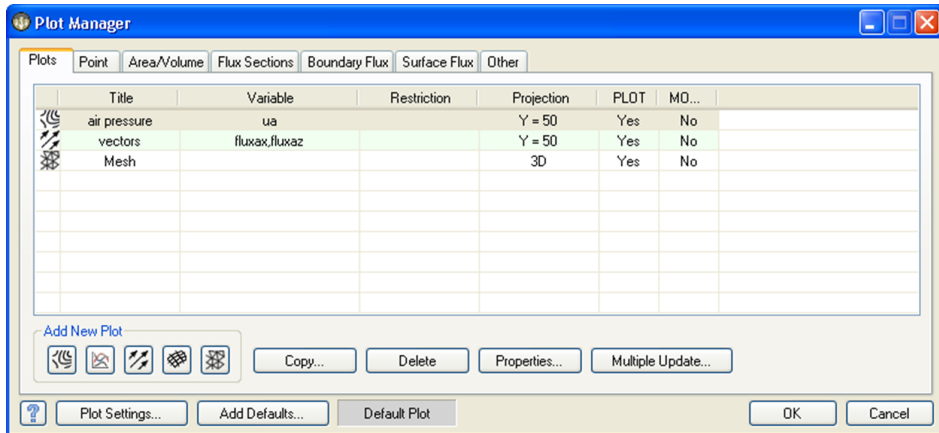 Plot Manager
Plots Point Area/Volume Flux Sections Boundary Flux Surface Flux Other
Title Variable Restriction Projection PLOT MO...
air pressure ua Y = 50 Yes No
vectors fluxax,fluxaz Y = 50 Yes No
Mesh 3D Yes No
Add New Plot
Copy... Delete Properties... Multiple Update...
? Plot Settings... Add Defaults... Default Plot OK Cancel